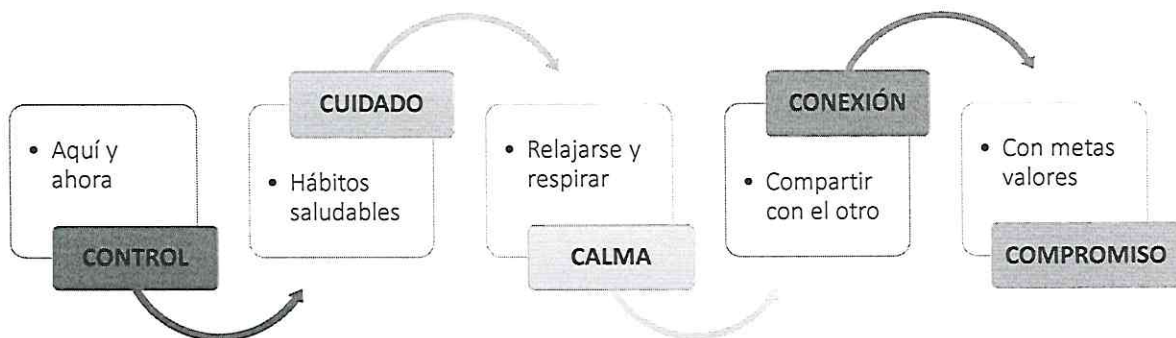 • Aquí y
ahora
CONTROL
CUIDADO
• Hábitos
saludables
• Relajarse y
respirar
CALMA
CONEXIÓN
• Compartir
con el otro
• Con metas
valores
COMPROMISO